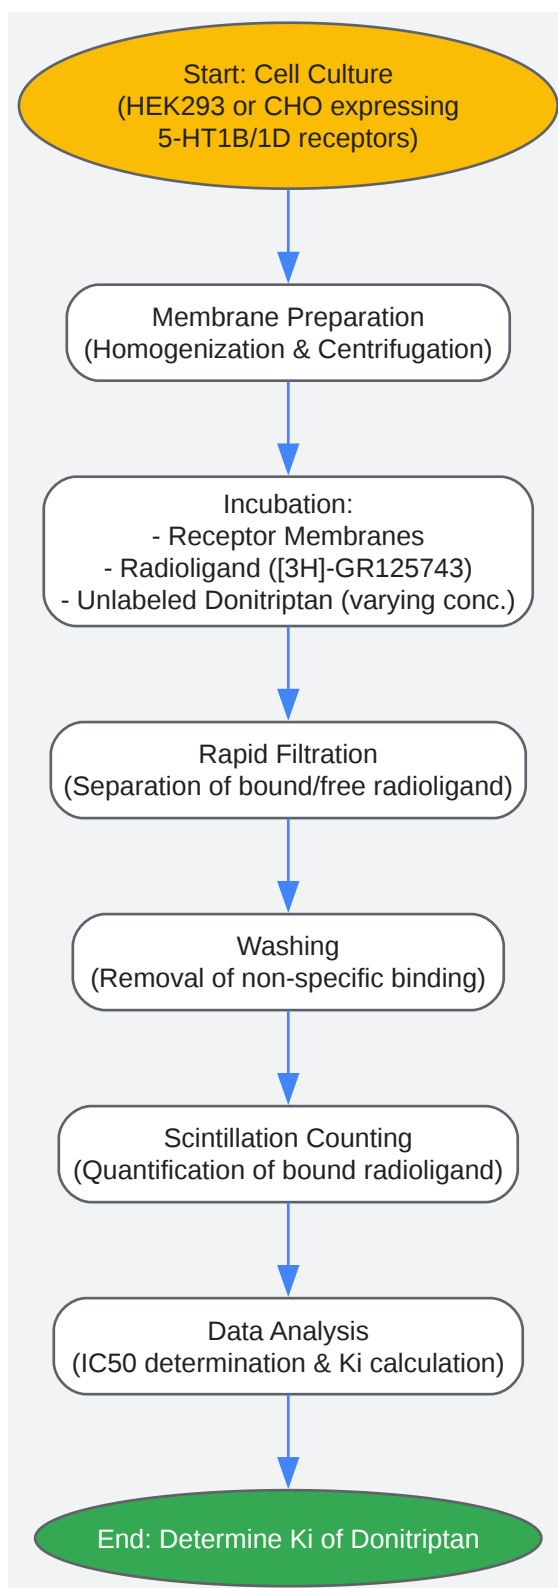 Start: Cell Culture
(HEK293 or CHO expressing
5-HT1B/1D receptors)
Membrane Preparation
(Homogenization & Centrifugation)
Incubation:
- Receptor Membranes
- Radioligand ([3H]-GR125743)
- Unlabeled Donitriptan (varying conc.)
Rapid Filtration
(Separation of bound/free radioligand)
Washing
(Removal of non-specific binding)
Scintillation Counting
(Quantification of bound radioligand)
Data Analysis
(IC50 determination & Ki calculation)
End: Determine Ki of Donitriptan